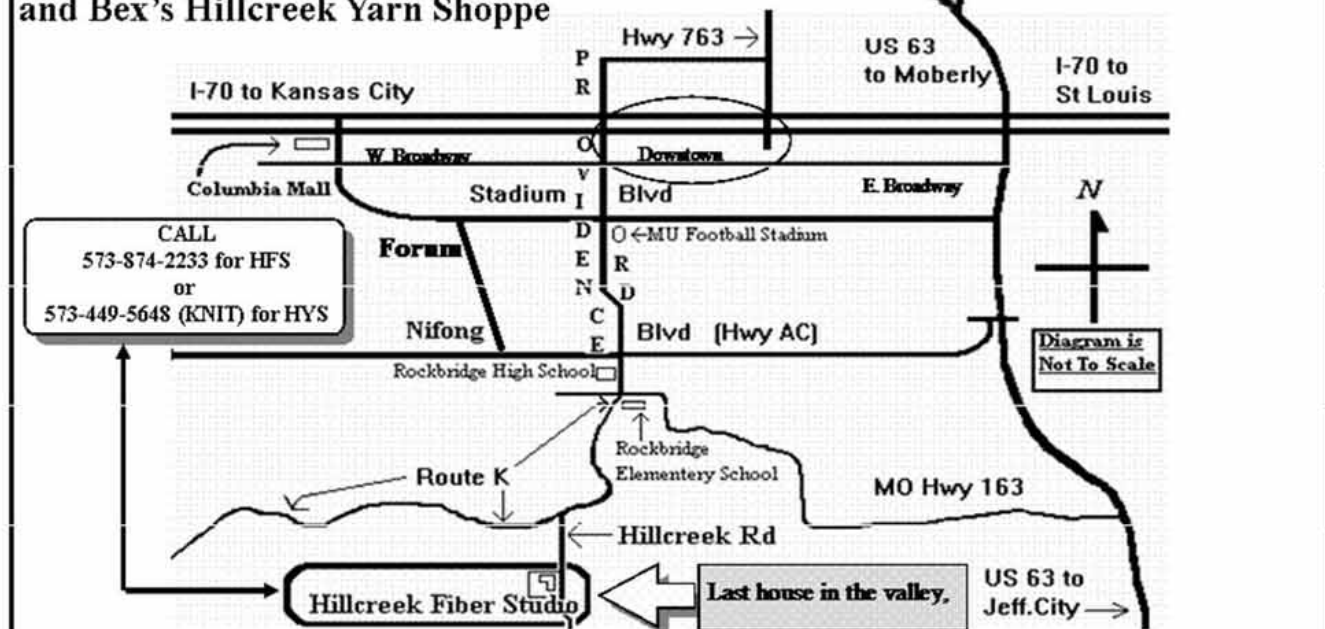 and Bex's Hillcreek Yarn Shoppe
Hwy 763
US 63
to Moberly
I-70 to
St Louis
I-70 to Kansas City
PROVIDENCE
RD
W. Broadway
Downtown
Columbia Mall
Stadium
Blvd
E. Broadway
N
CALL
573-874-2233 for HFS
or
573-449-5648 (KNIT) for HYS
Forum
MU Football Stadium
Nifong
Blvd (Hwy AC)
Diagram is
Not To Scale
Rockbridge High School
Rockbridge
Elementery School
Route K
MO Hwy 163
Hillcreek Rd
Hillcreek Fiber Studio
Last house in the valley,
US 63 to
Jeff.City